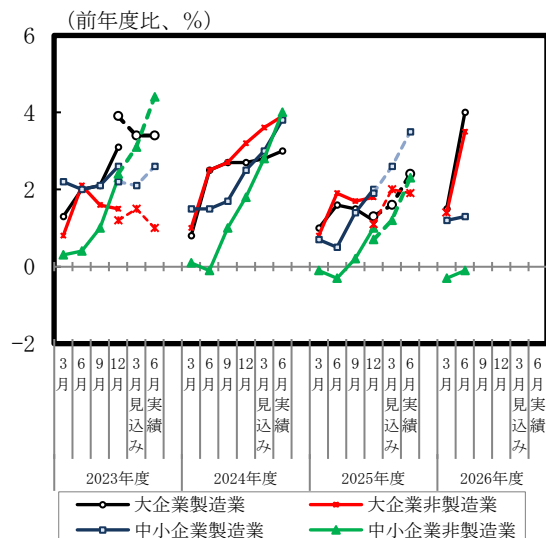 （前年度比、％）
6
4
2
0
−2
3月 6月 9月 12月 3月見込み 6月実績 3月 6月 9月 12月 3月見込み 6月実績 3月 6月 9月 12月 3月見込み 6月実績 3月 6月 9月 12月 3月見込み 6月実績
2023年度 2024年度 2025年度 2026年度
大企業製造業 大企業非製造業
中小企業製造業 中小企業非製造業